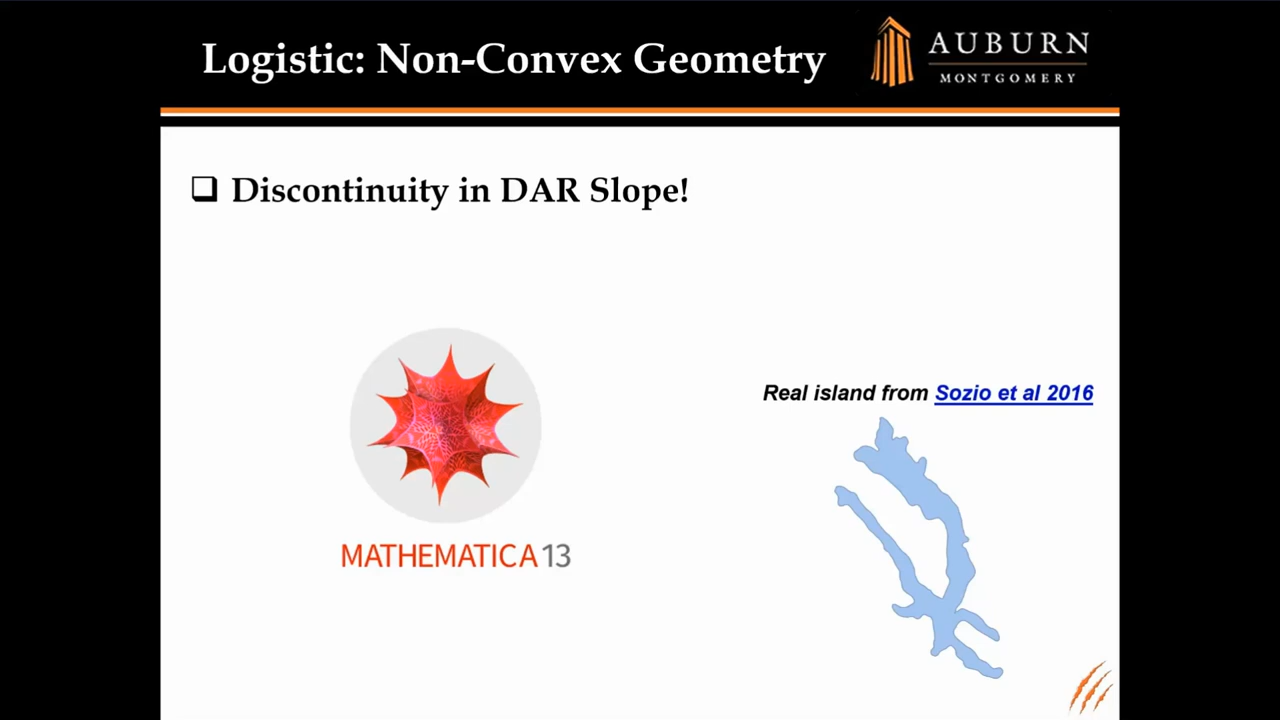 Logistic: Non-Convex Geometry
AUBURN
MONTGOMERY
Discontinuity in DAR Slope!
Real island from Sozio et al 2016
MATHEMATICA 13